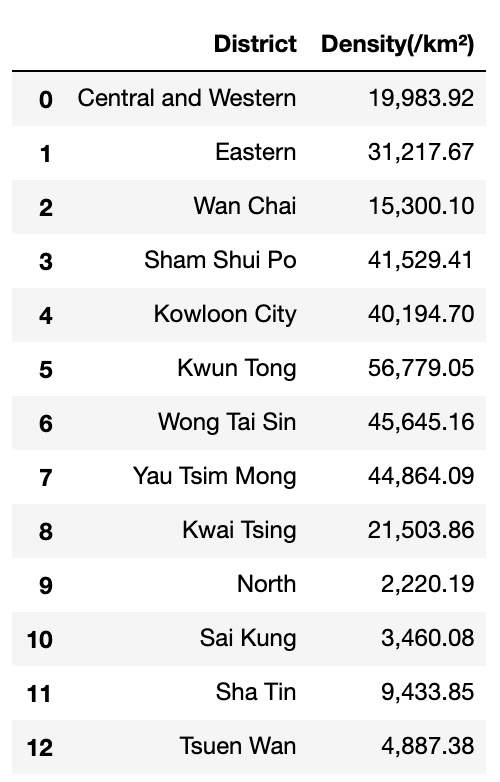 District Density(/km²)
0 Central and Western 19,983.92
1 Eastern 31,217.67
2 Wan Chai 15,300.10
3 Sham Shui Po 41,529.41
4 Kowloon City 40,194.70
5 Kwun Tong 56,779.05
6 Wong Tai Sin 45,645.16
7 Yau Tsim Mong 44,864.09
8 Kwai Tsing 21,503.86
9 North 2,220.19
10 Sai Kung 3,460.08
11 Sha Tin 9,433.85
12 Tsuen Wan 4,887.38